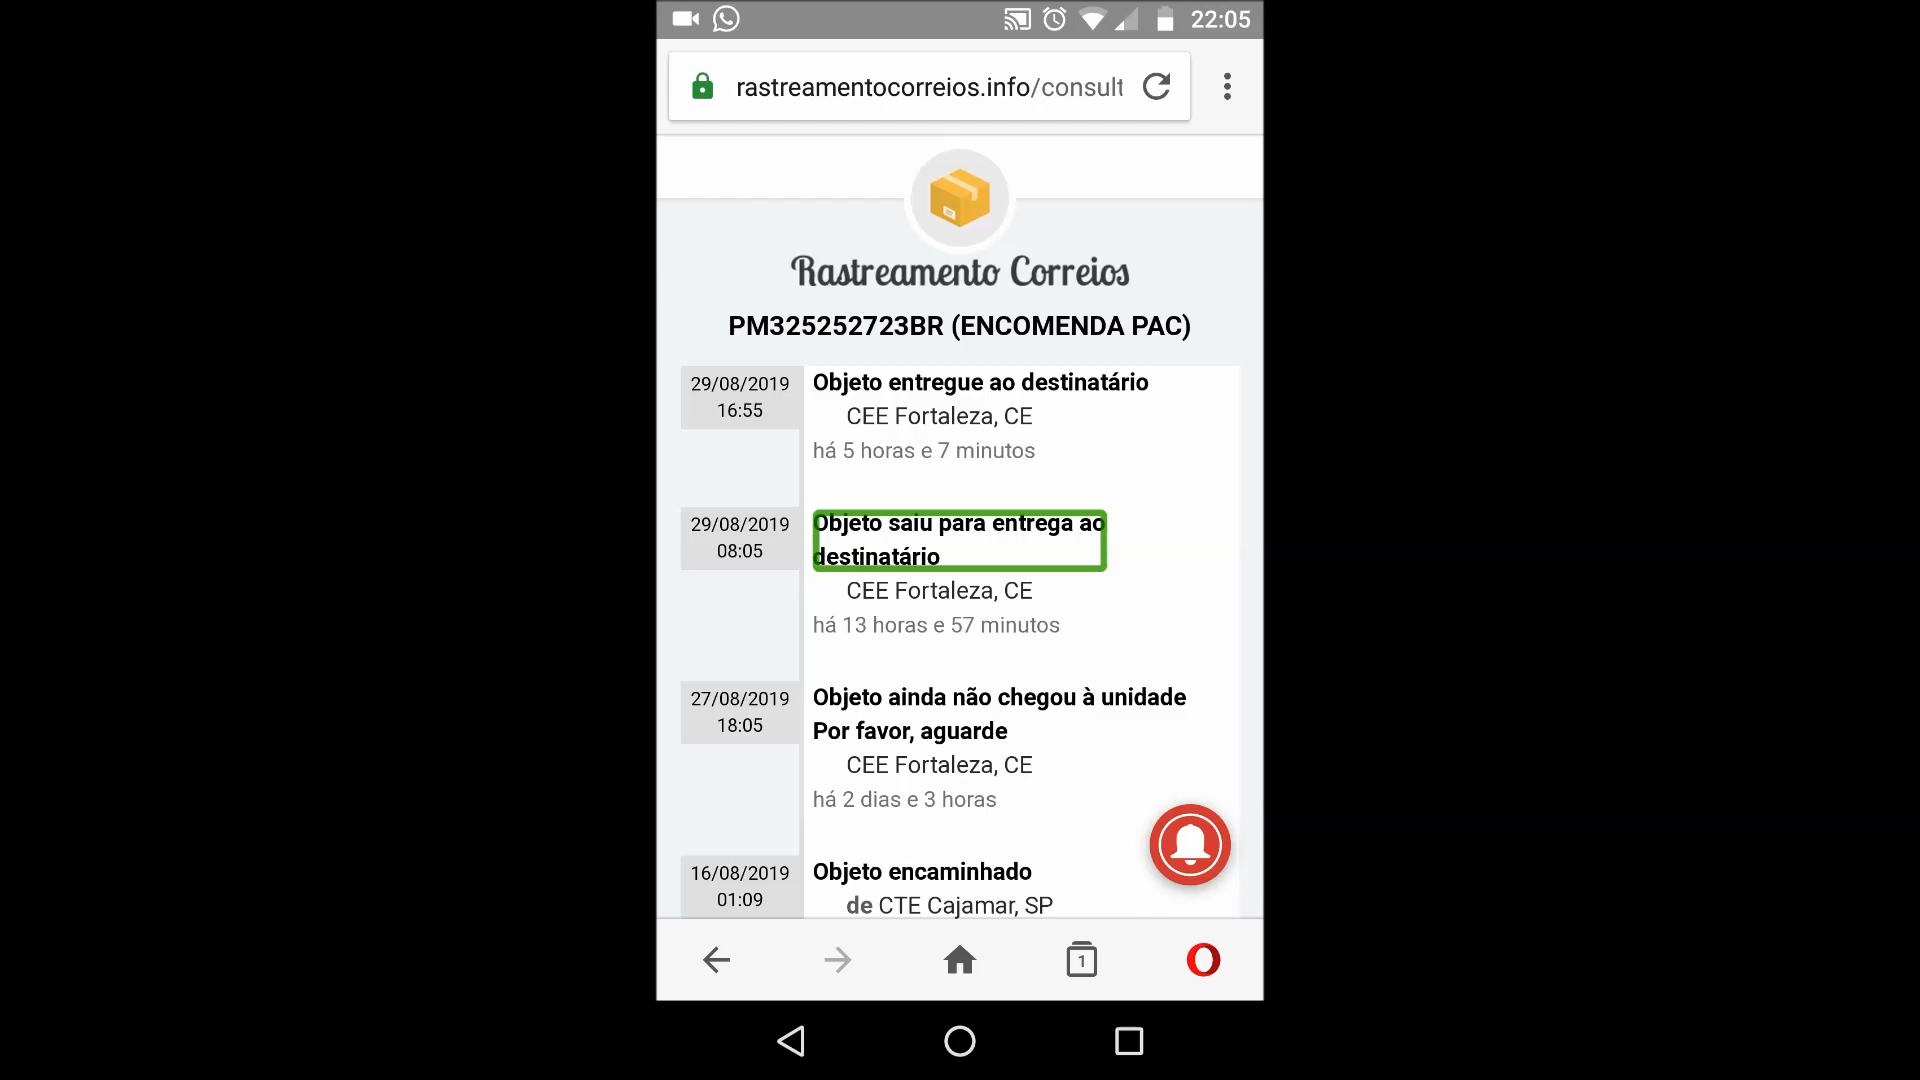 22:05
rastreamentocorreios.info/consult
Rastreamento Correios
PM325252723BR (ENCOMENDA PAC)
29/08/2019
16:55
Objeto entregue ao destinatário
CEE Fortaleza, CE
há 5 horas e 7 minutos
29/08/2019
08:05
Objeto saiu para entrega ao
destinatário
CEE Fortaleza, CE
há 13 horas e 57 minutos
27/08/2019
18:05
Objeto ainda não chegou à unidade
Por favor, aguarde
CEE Fortaleza, CE
há 2 dias e 3 horas
16/08/2019
01:09
Objeto encaminhado
de CTE Cajamar, SP
1